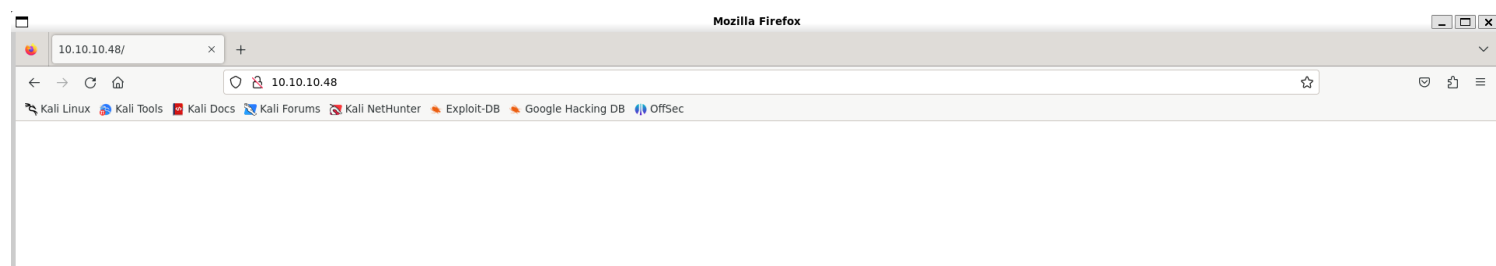 Mozilla Firefox
10.10.10.48/
10.10.10.48
Kali Linux Kali Tools Kali Docs Kali Forums Kali NetHunter Exploit-DB Google Hacking DB OffSec